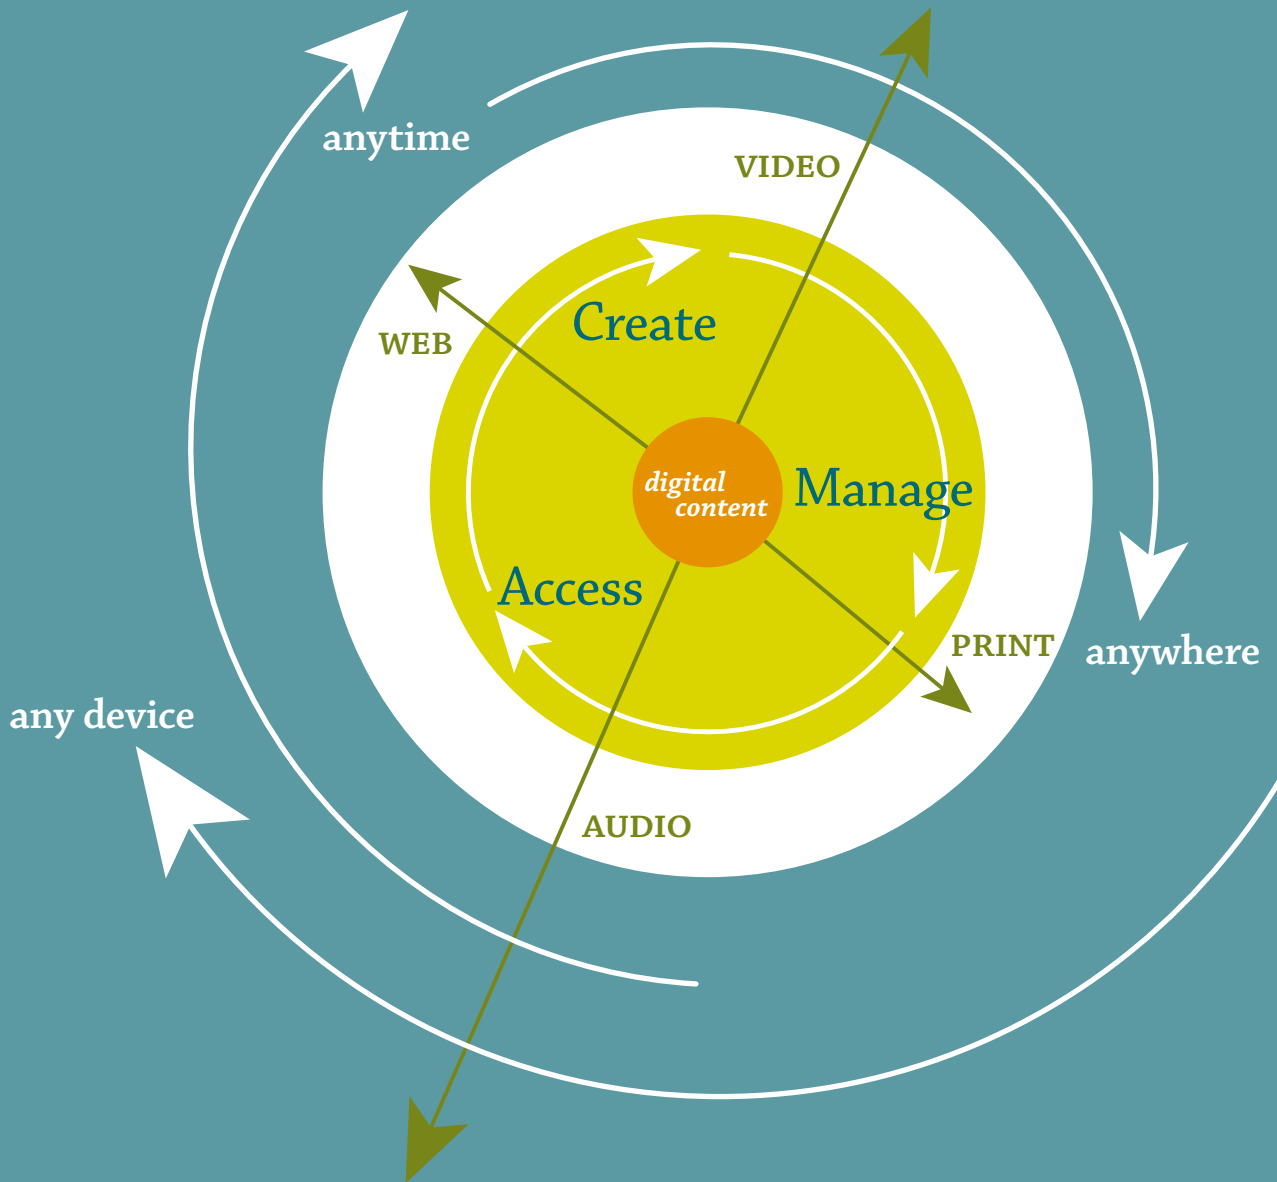 anytime
VIDEO
Create
WEB
digital
content
Manage
Access
PRINT
anywhere
any device
AUDIO